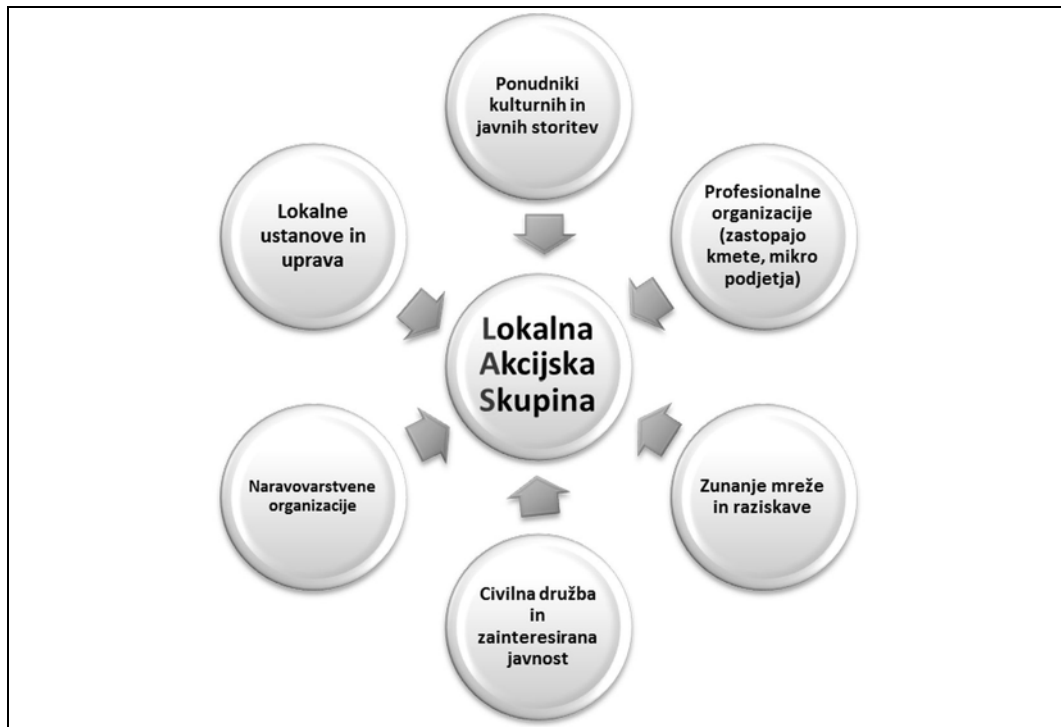 Ponudniki
kulturnih in
javnih storitev
Profesionalne
organizacije
(zastopajo
kmete, mikro
podjetja)
Lokalne
ustanove in
uprava
Lokalna
Akcijska
Skupina
Naravovarstvene
organizacije
Zunanje mreže
in raziskave
Civilna družba
in
zainteresirana
javnost